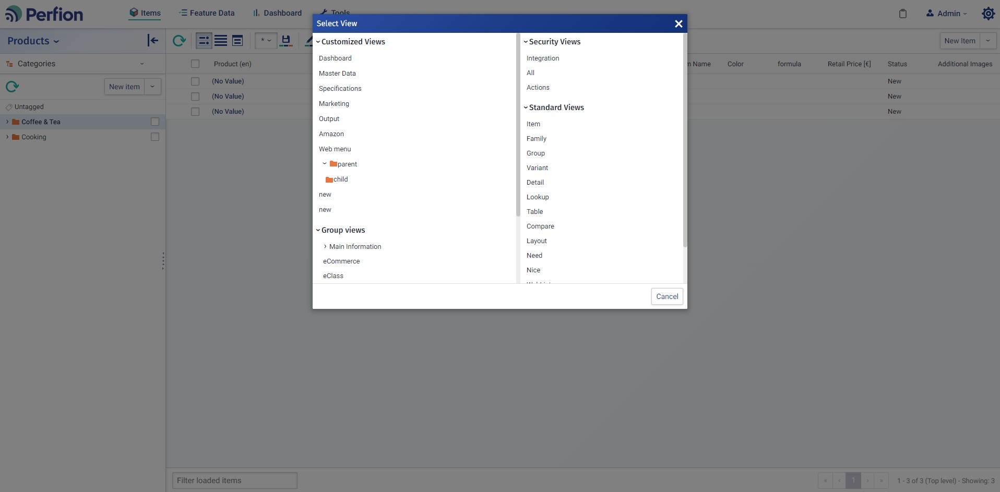 Perfion
Items
Feature Data
Dashboard
Tools
Admin
Select View
Products
*
New Item
Categories
Product (en)
m Name
Color
formula
Retail Price [€]
Status
Additional Images
New item
(No Value)
New
(No Value)
New
(No Value)
New
Untagged
Coffee & Tea
Cooking
Customized Views
Dashboard
Master Data
Specifications
Marketing
Output
Amazon
Web menu
parent
child
new
new
Group views
Main Information
eCommerce
eClass
Security Views
Integration
All
Actions
Standard Views
Item
Family
Group
Variant
Detail
Lookup
Table
Compare
Layout
Need
Nice
Cancel
Filter loaded items
« ‹ 1 › »
1 - 3 of 3 (Top level) - Showing: 3